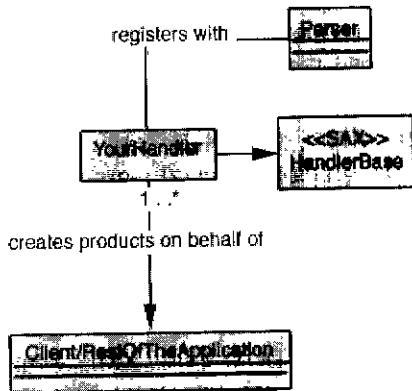 Parser
registers with
YourHandler
<<SAX>>
HandlerBase
1..*
creates products on behalf of
Client/RestOfTheApplication